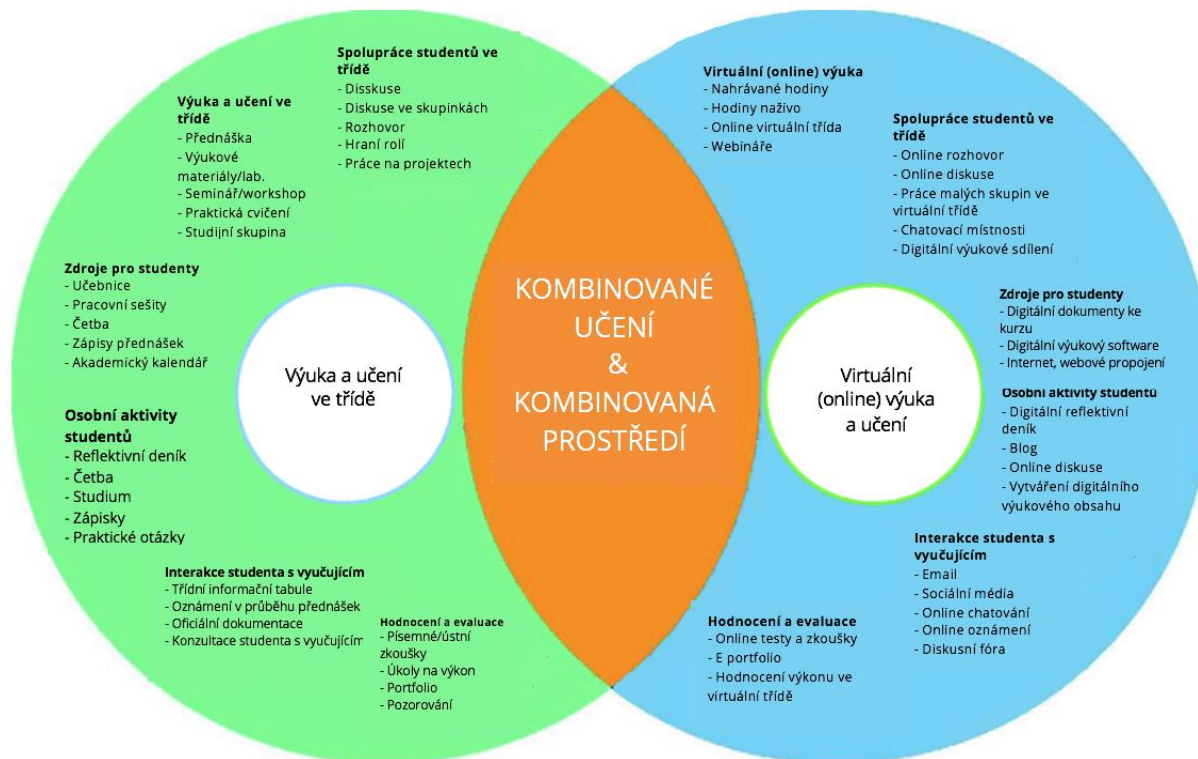 Spolupráce studentů ve
třídě
- Disskuse
- Diskuse ve skupinkách
- Rozhovor
- Hraní rolí
- Práce na projektech
Výuka a učení ve
třídě
- Přednáška
- Výukové
materiály/lab.
- Seminář/workshop
- Praktická cvičení
- Studijní skupina
Zdroje pro studenty
- Učebnice
- Pracovní sešity
- Četba
- Zápisy přednášek
- Akademický kalendář
Osobní aktivity
studentů
- Reflektivní deník
- Četba
- Studium
- Zápisky
- Praktické otázky
Interakce studenta s vyučujícím
- Třídní informační tabule
- Oznámení v průběhu přednášek
- Oficiální dokumentace
- Konzultace studenta s vyučujícím
Hodnocení a evaluace
- Písemné/ústní
zkoušky
- Úkoly na výkon
- Portfolio
- Pozorování
Výuka a učení
ve třídě
KOMBINOVANÉ
UČENÍ
&
KOMBINOVANÁ
PROSTŘEDÍ
Virtuální
(online) výuka
a učení
Virtuální (online) výuka
- Nahrávané hodiny
- Hodiny naživo
- Online virtuální třída
- Webináře
Spolupráce studentů ve
třídě
- Online rozhovor
- Online diskuse
- Práce malých skupin ve
virtuální třídě
- Chatovací místnosti
- Digitální výukové sdílení
Zdroje pro studenty
- Digitální dokumenty ke
kurzu
- Digitální výukový software
- Internet, webové propojení
Osobní aktivity studentů
- Digitální reflektivní
deník
- Blog
- Online diskuse
- Vytváření digitálního
výukového obsahu
Interakce studenta s
vyučujícím
- Email
- Sociální média
- Online chatování
- Online oznámení
- Diskusní fóra
Hodnocení a evaluace
- Online testy a zkoušky
- E portfolio
- Hodnocení výkonu ve
virtuální třídě